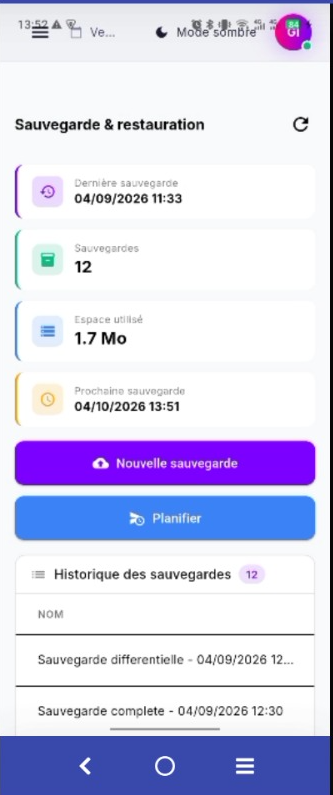 13:52
Ve...
Mode sombre
GI
84
Sauvegarde & restauration
Dernière sauvegarde
04/09/2026 11:33
Sauvegardes
12
Espace utilisé
1.7 Mo
Prochaine sauvegarde
04/10/2026 13:51
Nouvelle sauvegarde
Planifier
Historique des sauvegardes 12
NOM
Sauvegarde differentielle - 04/09/2026 12...
Sauvegarde complete - 04/09/2026 12:30